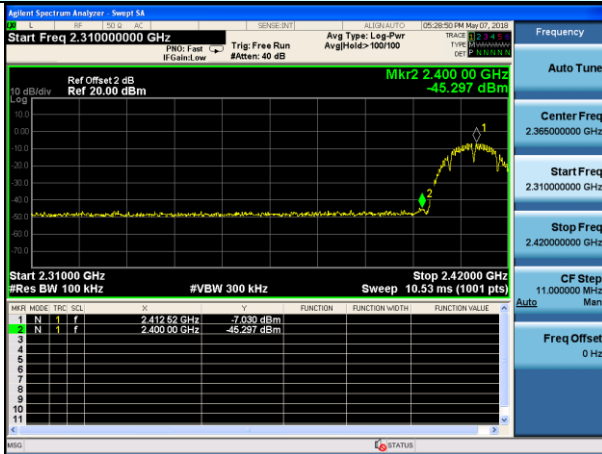 Agilent Spectrum Analyzer - Swept SA
L RF 50 Ω AC SENSE:INT ALIGNAUTO 05:28:50 PM May 07, 2018
Start Freq 2.310000000 GHz
PNO: Fast
IFGain:Low
Trig: Free Run
#Atten: 40 dB
Avg Type: Log-Pwr
Avg|Hold>100/100
TRACE 1 2 3 4 5 6
TYPE M
DET P N N N N N
Frequency
Auto Tune
Center Freq
2.365000000 GHz
Start Freq
2.310000000 GHz
Stop Freq
2.420000000 GHz
CF Step
11.000000 MHz
Auto Man
Freq Offset
0 Hz
Mkr2 2.400 00 GHz
-45.297 dBm
Ref Offset 2 dB
10 dB/div Ref 20.00 dBm
Log
10.0
0.00
-10.0
-20.0
-30.0
-40.0
-50.0
-60.0
-70.0
1
2
Start 2.31000 GHz Stop 2.42000 GHz
#Res BW 100 kHz #VBW 300 kHz Sweep 10.53 ms (1001 pts)
MKR MODE TRC SCL X Y FUNCTION FUNCTION WIDTH FUNCTION VALUE
1 N 1 f 2.412 52 GHz -7.030 dBm
2 N 1 f 2.400 00 GHz -45.297 dBm
3
4
5
6
7
8
9
10
11
MSG STATUS